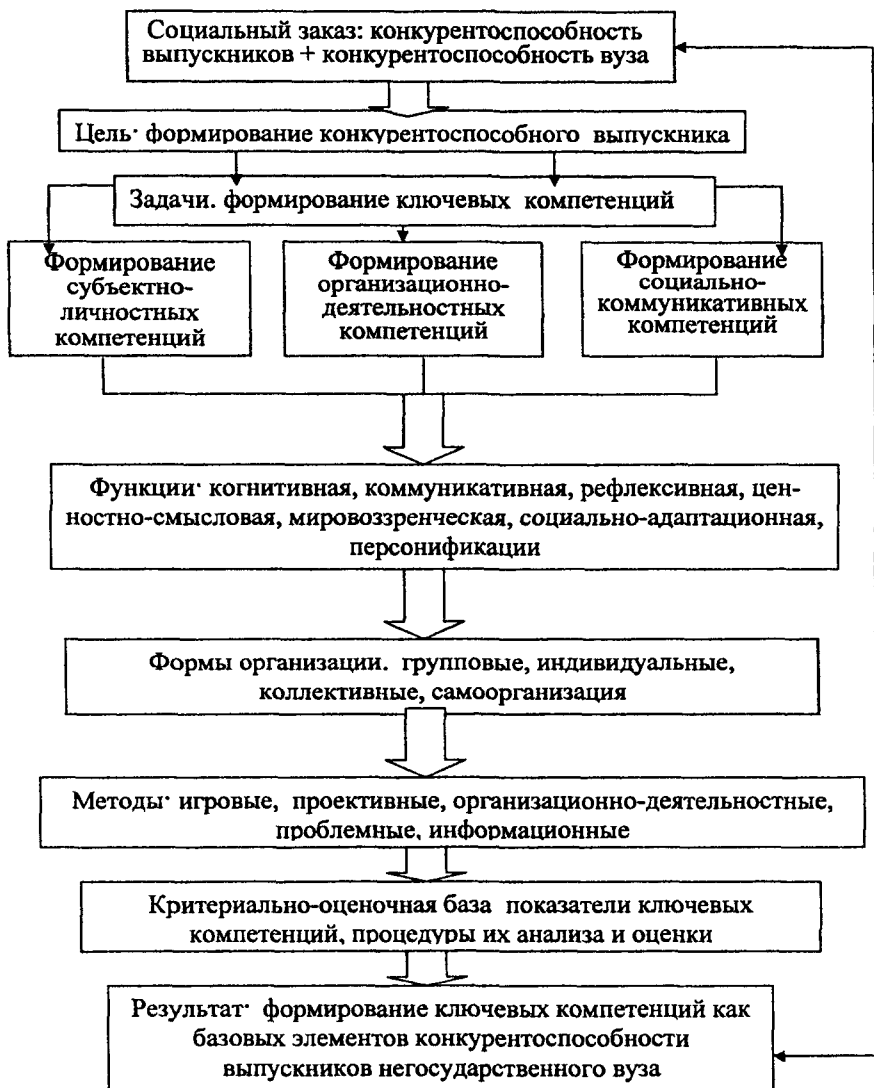 Социальный заказ: конкурентоспособность
выпускников + конкурентоспособность вуза
Цель· формирование конкурентоспособного выпускника
Задачи. формирование ключевых компетенций
Формирование
субъектно-
личностных
компетенций
Формирование
организационно-
деятельностных
компетенций
Формирование
социально-
коммуникативных
компетенций
Функции· когнитивная, коммуникативная, рефлексивная, цен-
ностно-смысловая, мировоззренческая, социально-адаптационная,
персонификации
Формы организации. групповые, индивидуальные,
коллективные, самоорганизация
Методы· игровые, проективные, организационно-деятельностные,
проблемные, информационные
Критериально-оценочная база показатели ключевых
компетенций, процедуры их анализа и оценки
Результат· формирование ключевых компетенций как
базовых элементов конкурентоспособности
выпускников негосударственного вуза